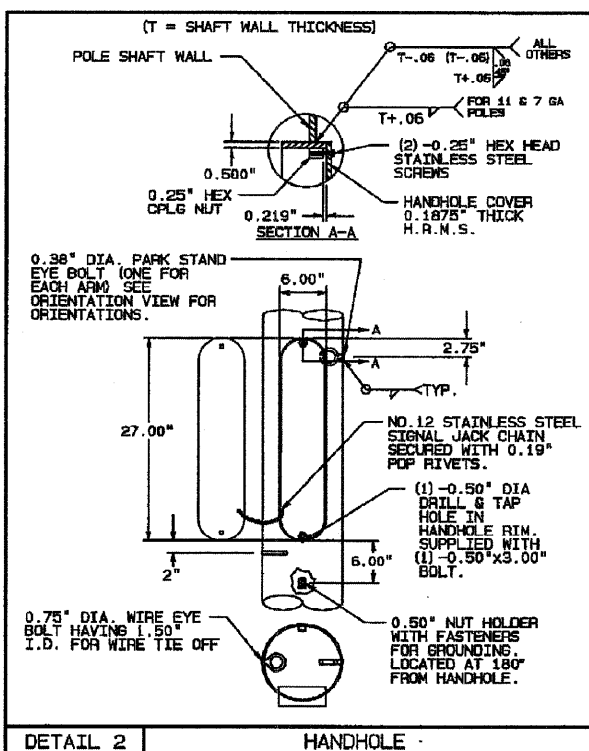 (T = SHAFT WALL THICKNESS)
POLE SHAFT WALL
T-.06 (T-.06)
.06
45°
T+.06
ALL
OTHERS
T+.06
FOR 11 & 7 GA
POLES
0.500"
(2)-0.25" HEX HEAD
STAINLESS STEEL
SCREWS
0.25" HEX
CPLG NUT
0.219"
HANDHOLE COVER
0.1875" THICK
H.R.M.S.
SECTION A-A
0.38" DIA. PARK STAND
EYE BOLT (ONE FOR
EACH ARM) SEE
ORIENTATION VIEW FOR
ORIENTATIONS.
6.00"
A
A
2.75"
TYP.
27.00"
NO.12 STAINLESS STEEL
SIGNAL JACK CHAIN
SECURED WITH 0.19"
POP RIVETS.
(1)-0.50" DIA
DRILL & TAP
HOLE IN
HANDHOLE RIM.
SUPPLIED WITH
(1)-0.50"x3.00"
BOLT.
2"
6.00"
0.75" DIA. WIRE EYE
BOLT HAVING 1.50"
I.D. FOR WIRE TIE OFF
0.50" NUT HOLDER
WITH FASTENERS
FOR GROUNDING.
LOCATED AT 180°
FROM HANDHOLE.
DETAIL 2
HANDHOLE